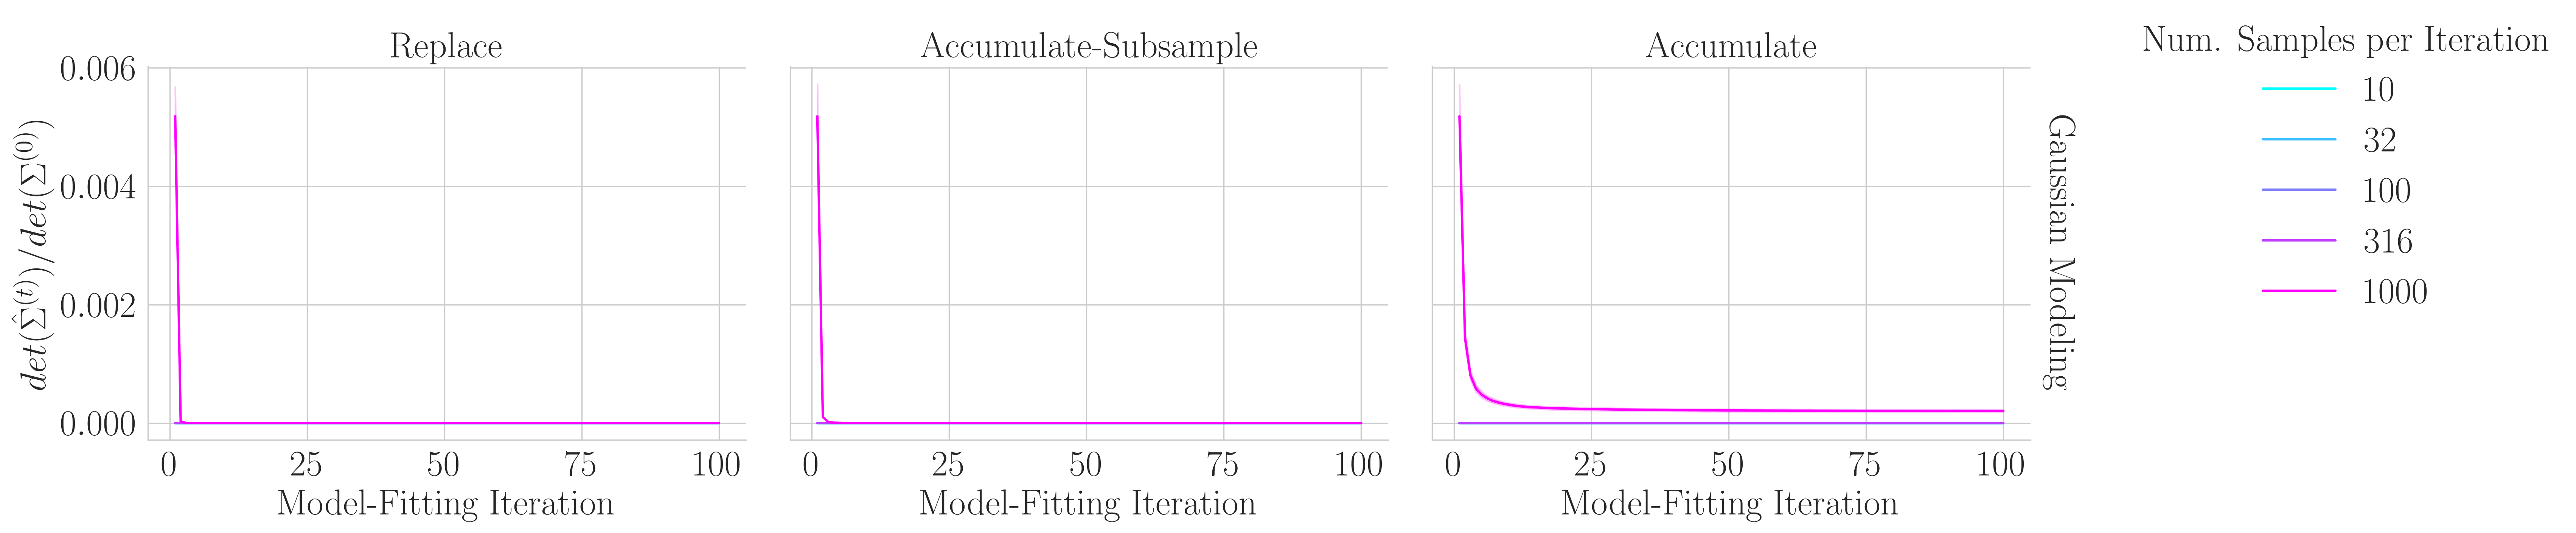 Replace
Accumulate-Subsample
Accumulate
Num. Samples per Iteration
10
32
100
316
1000
det(Σ̂⁽ᵗ⁾)/det(Σ⁽⁰⁾)
0.006
0.004
0.002
0.000
0 25 50 75 100
0 25 50 75 100
0 25 50 75 100
Model-Fitting Iteration
Model-Fitting Iteration
Model-Fitting Iteration
Gaussian Modeling